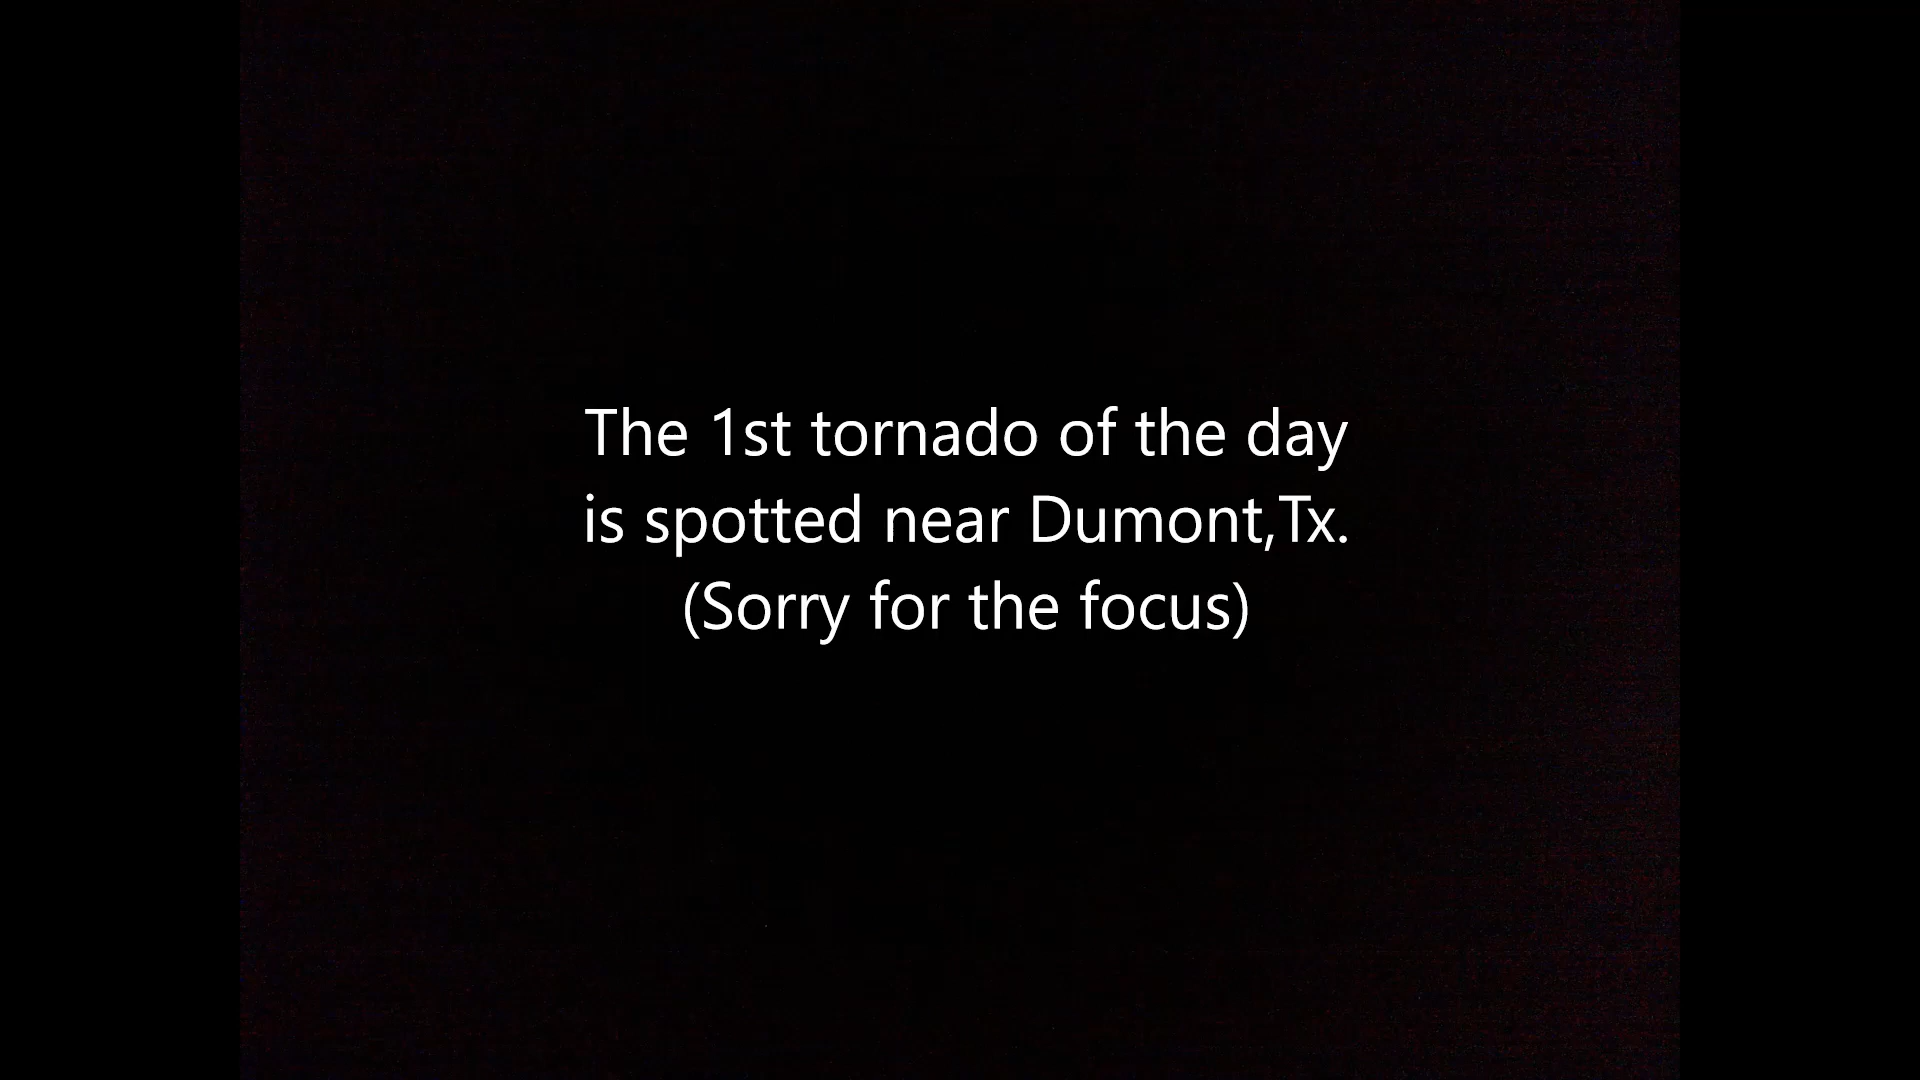 The 1st tornado of the day
is spotted near Dumont,Tx.
(Sorry for the focus)